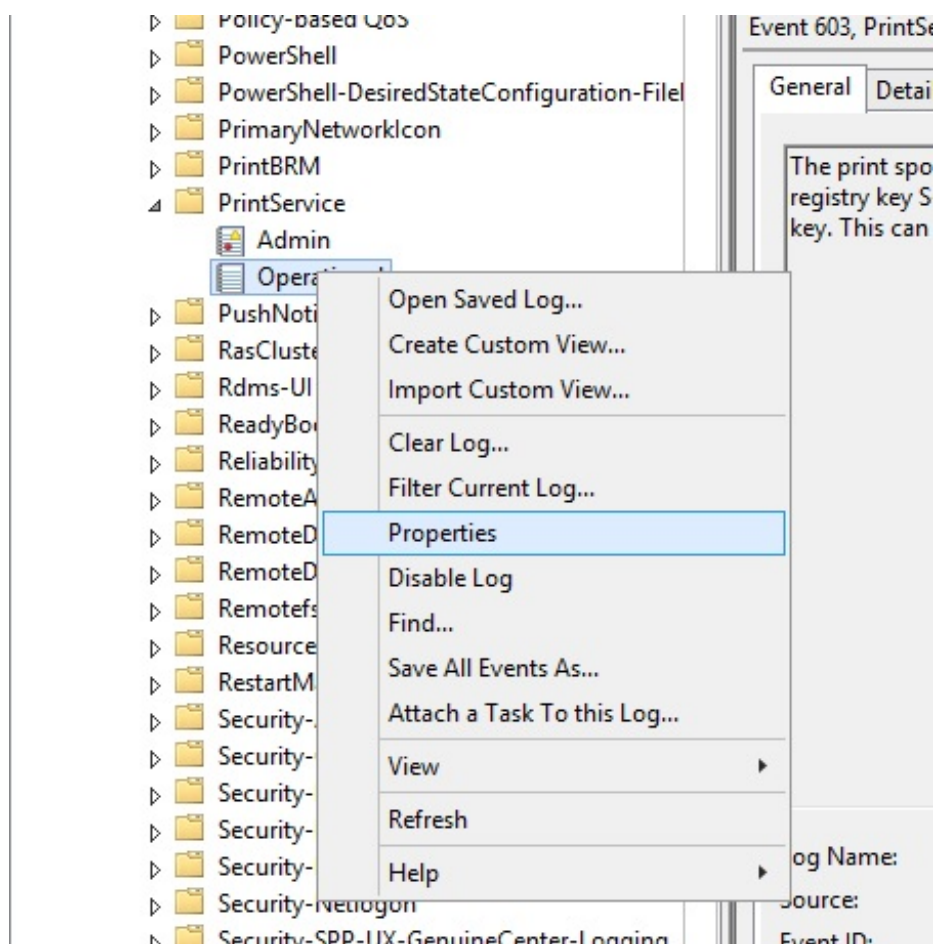 Policy-based QoS
PowerShell
PowerShell-DesiredStateConfiguration-Filel
PrimaryNetworkIcon
PrintBRM
PrintService
Admin
PushNoti
RasCluste
Rdms-UI
ReadyBo
Reliability
RemoteA
RemoteD
RemoteD
Remotefs
Resource
RestartM
Security-
Security-
Security-
Security-
Security-
Security-Netlogon
Security-SPP-UX-GenuineCenter-Logging
Open Saved Log...
Create Custom View...
Import Custom View...
Clear Log...
Filter Current Log...
Properties
Disable Log
Find...
Save All Events As...
Attach a Task To this Log...
View
Refresh
Help
Event 603, PrintSe
General Detai
The print spo
registry key S
key. This can
og Name:
Source:
Event ID: